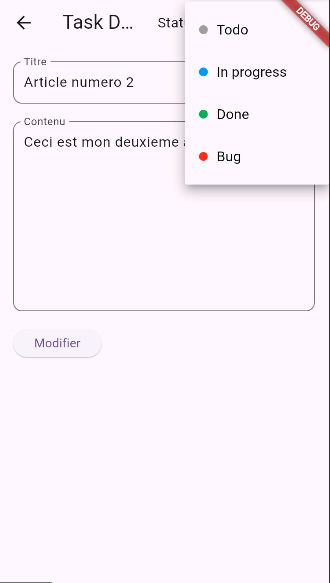 Task D...
Stat
DEBUG
Todo
In progress
Done
Bug
Titre
Article numero 2
Contenu
Ceci est mon deuxieme
Modifier